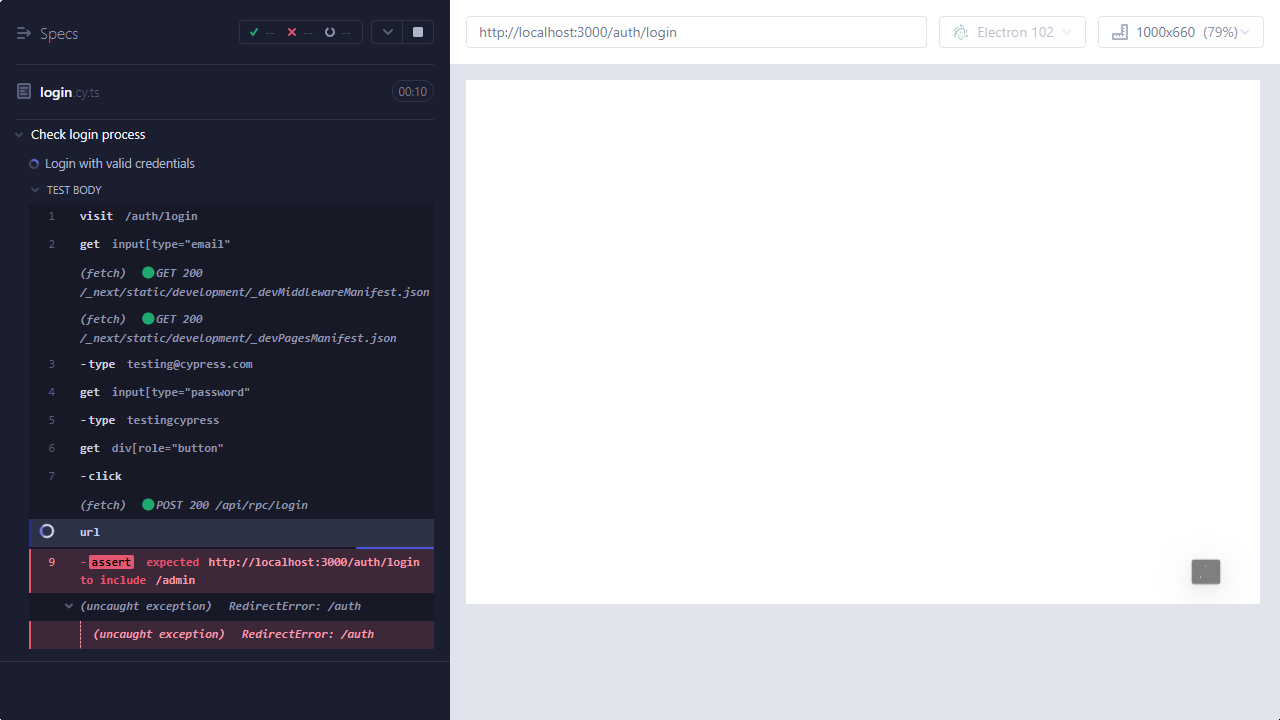 Specs
-- -- --
http://localhost:3000/auth/login
Electron 102
1000x660 (79%)
login.cy.ts
00:10
Check login process
Login with valid credentials
TEST BODY
1 visit /auth/login
2 get input[type="email"
(fetch) GET 200
/_next/static/development/_devMiddlewareManifest.json
(fetch) GET 200
/_next/static/development/_devPagesManifest.json
3 -type testing@cypress.com
4 get input[type="password"
5 -type testingcypress
6 get div[role="button"
7 -click
(fetch) POST 200 /api/rpc/login
url
9 -assert expected http://localhost:3000/auth/login
to include /admin
(uncaught exception) RedirectError: /auth
(uncaught exception) RedirectError: /auth